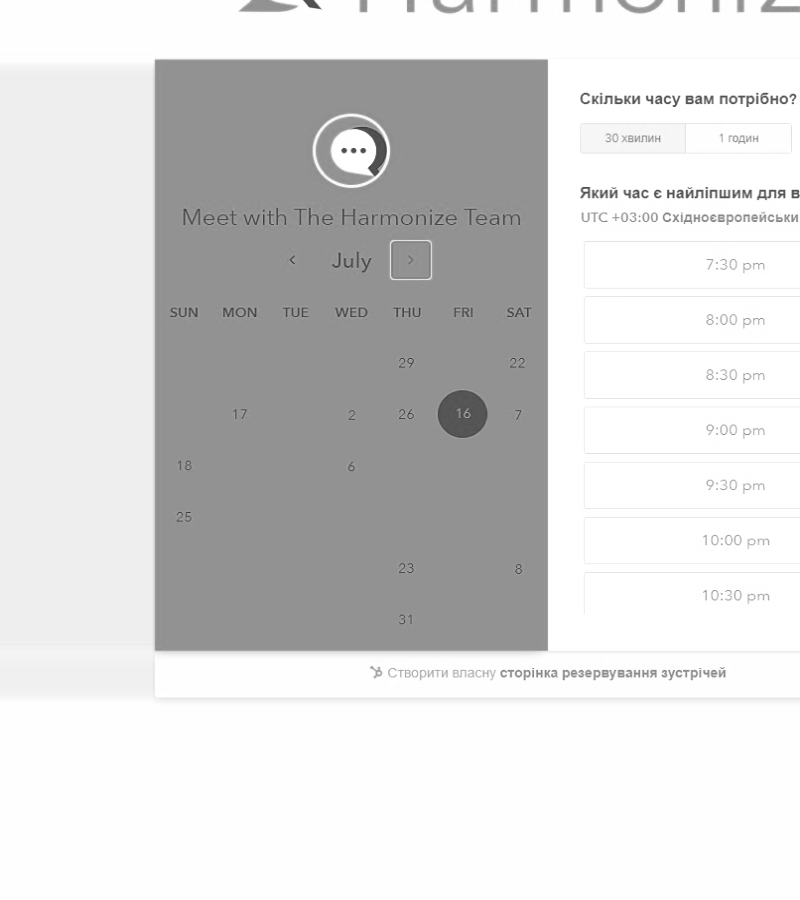 Harmoniz
Meet with The Harmonize Team
July
SUN MON TUE WED THU FRI SAT
29 22
17 2 26 16 7
18 6
25
23 8
31
Скільки часу вам потрібно?
30 хвилин 1 годин
Який час є найліпшим для в
UTC +03:00 Східноєвропейськи
7:30 pm
8:00 pm
8:30 pm
9:00 pm
9:30 pm
10:00 pm
10:30 pm
Створити власну сторінка резервування зустрічей